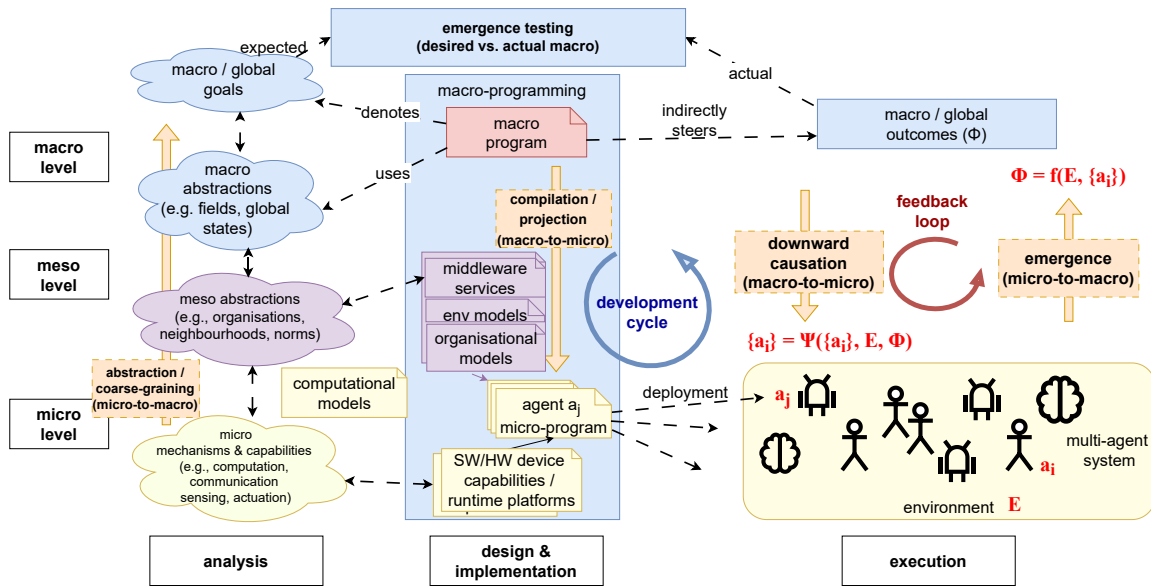 emergence testing
(desired vs. actual macro)
expected
actual
macro / global
goals
macro-programming
denotes
macro
program
indirectly
steers
macro / global
outcomes (Φ)
macro
level
macro
abstractions
(e.g. fields, global
states)
uses
compilation /
projection
(macro-to-micro)
Φ = f(E, {aᵢ})
feedback
loop
downward
causation
(macro-to-micro)
emergence
(micro-to-macro)
meso
level
meso abstractions
(e.g., organisations,
neighbourhoods, norms)
middleware
services
env models
organisational
models
development
cycle
{aᵢ} = Ψ({aᵢ}, E, Φ)
abstraction /
coarse-graining
(micro-to-macro)
computational
models
micro
level
agent aⱼ
micro-program
deployment
aⱼ
multi-agent
system
aᵢ
environment E
micro
mechanisms & capabilities
(e.g., computation,
communication
sensing, actuation)
SW/HW device
capabilities /
runtime platforms
analysis
design &
implementation
execution